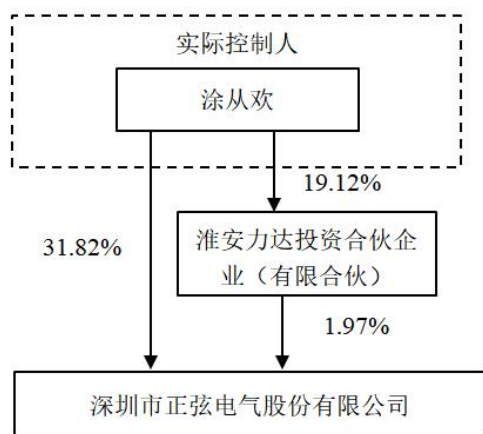 实际控制人
涂从欢
19.12%
31.82%
淮安力达投资合伙企
业（有限合伙）
1.97%
深圳市正弦电气股份有限公司